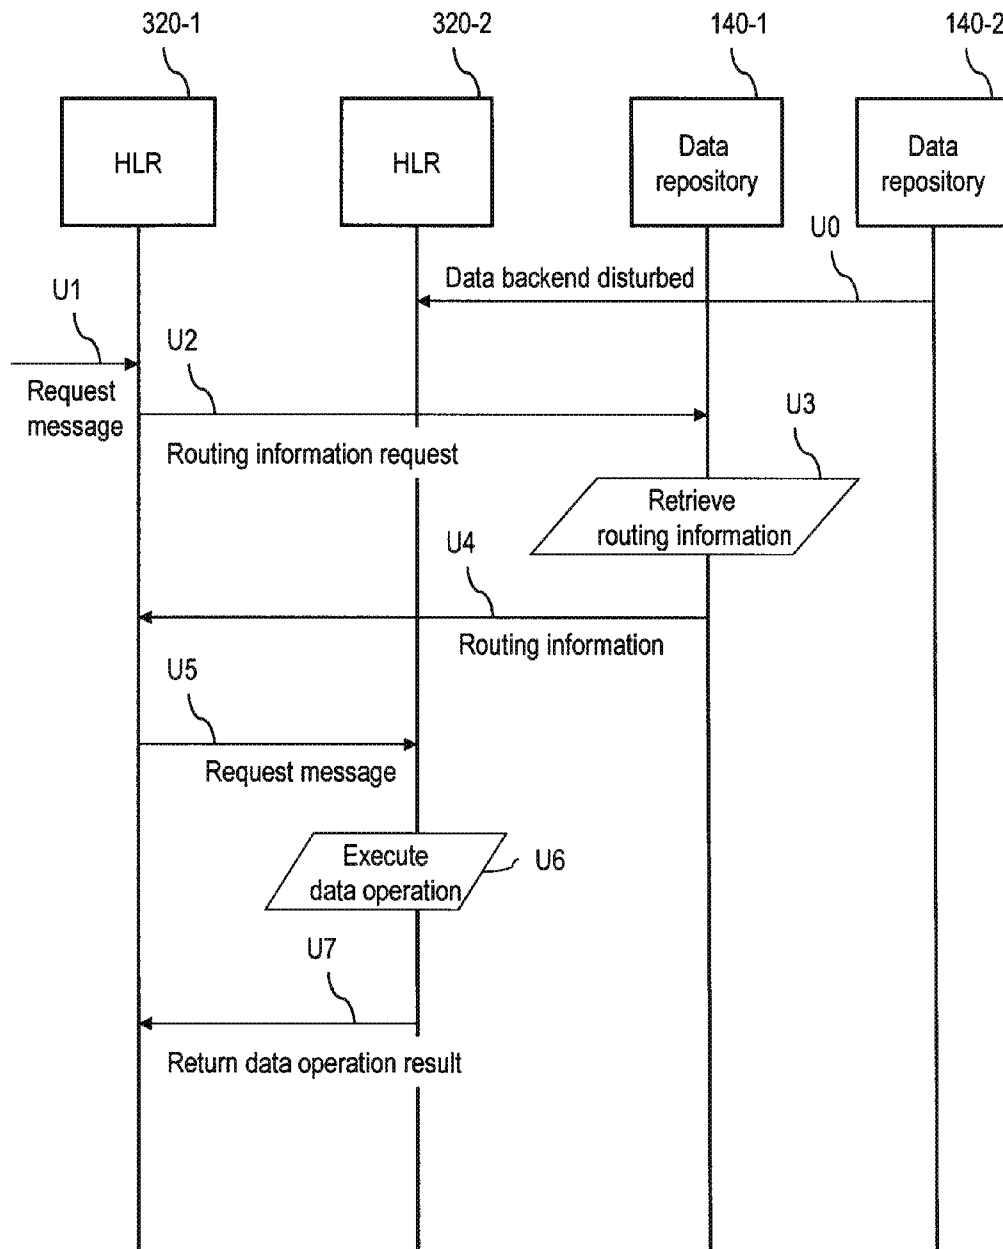 320-1
320-2
140-1
140-2
HLR
HLR
Data
repository
Data
repository
U0
Data backend disturbed
U1
Request
message
U2
Routing information request
U3
Retrieve
routing information
U4
Routing information
U5
Request message
Execute
data operation
U6
U7
Return data operation result